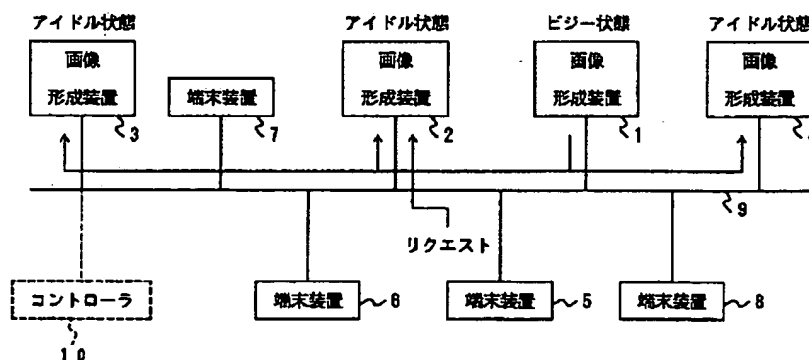 アイドル状態
アイドル状態
ビジー状態
アイドル状態
画像
形成装置
3
端末装置
7
画像
形成装置
2
画像
形成装置
1
画像
形成装置
9
リクエスト
コントローラ
10
端末装置
6
端末装置
5
端末装置
8